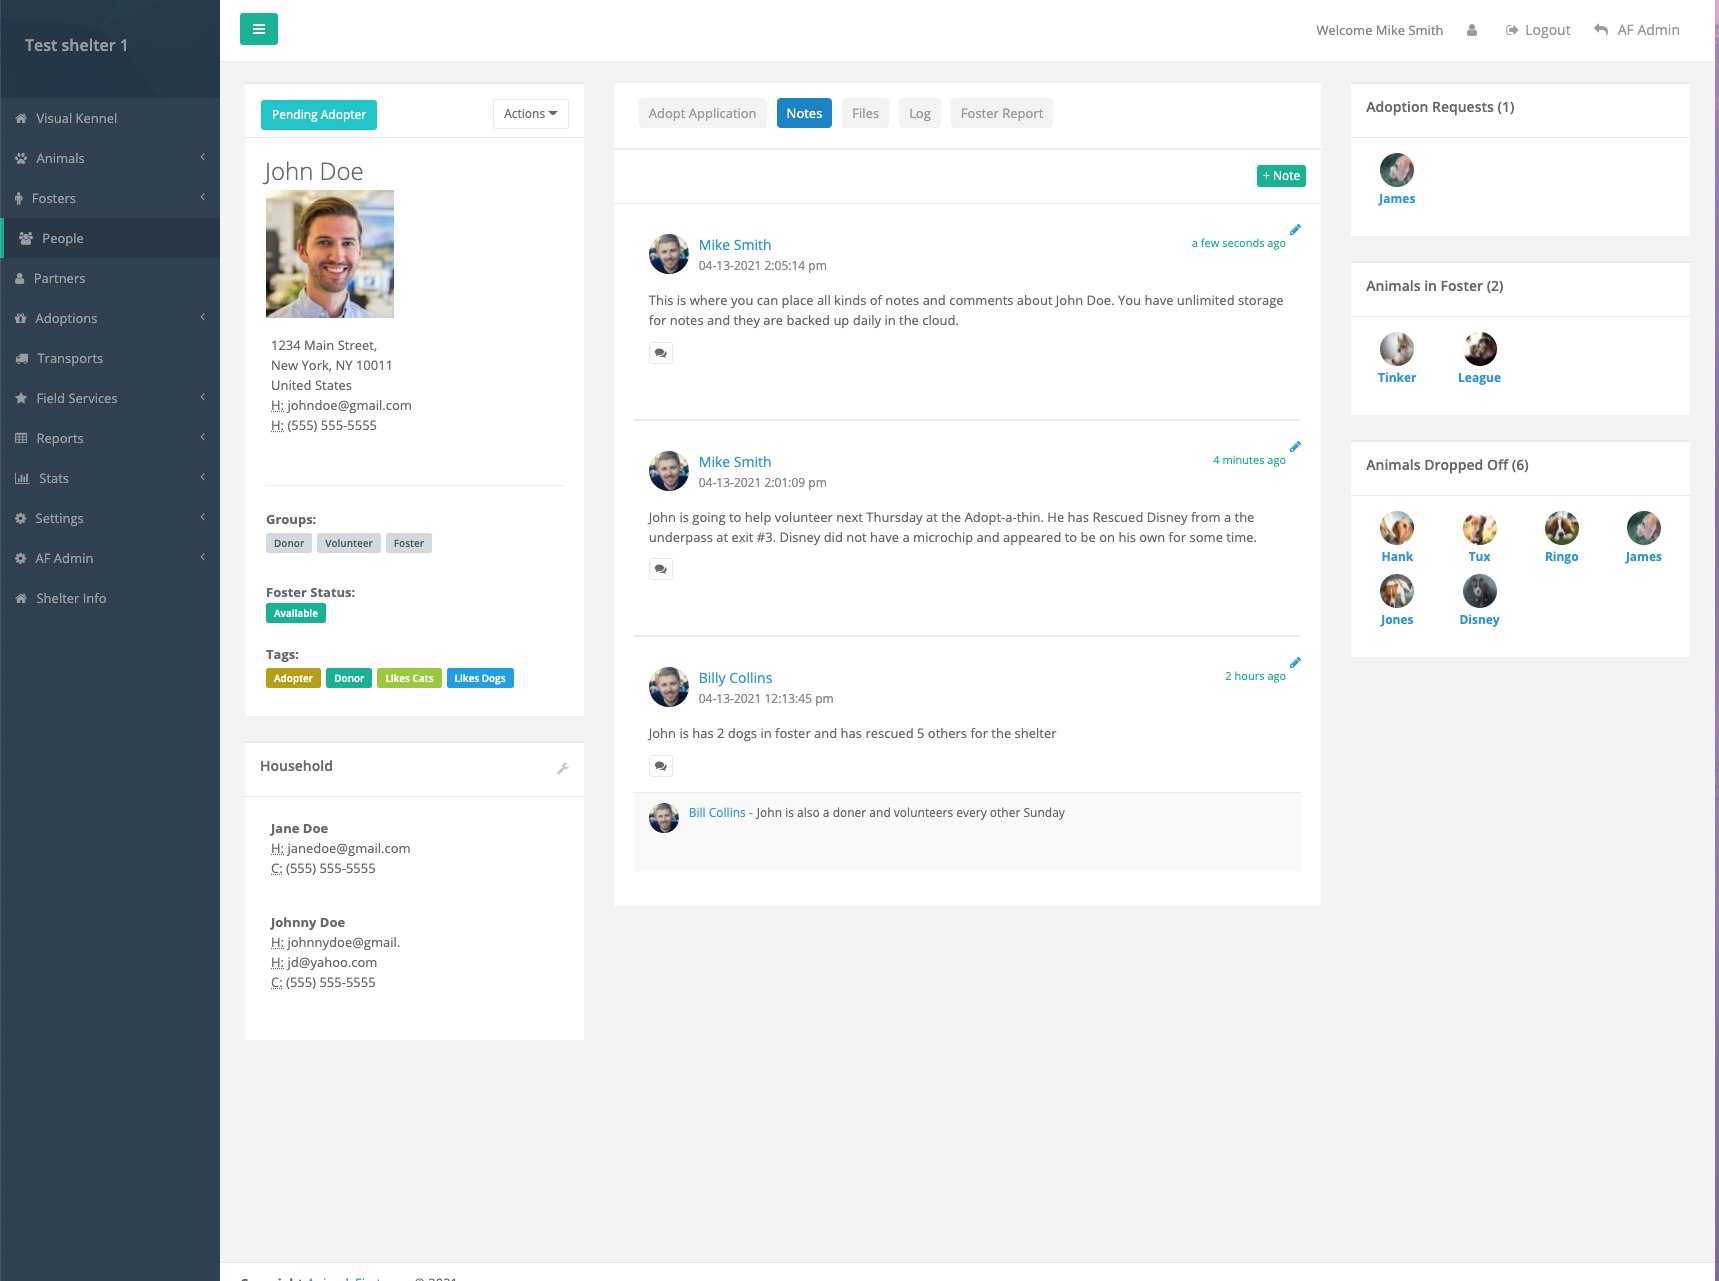 Test shelter 1
Visual Kennel
Animals
Fosters
People
Partners
Adoptions
Transports
Field Services
Reports
Stats
Settings
AF Admin
Shelter Info
Welcome Mike Smith
Logout
AF Admin
Pending Adopter
Actions
John Doe
1234 Main Street,
New York, NY 10011
United States
H: johndoe@gmail.com
H: (555) 555-5555
Groups:
Donor Volunteer Foster
Foster Status:
Available
Tags:
Adopter Donor Likes Cats Likes Dogs
Household
Jane Doe
H: janedoe@gmail.com
C: (555) 555-5555
Johnny Doe
H: johnnydoe@gmail.
H: jd@yahoo.com
C: (555) 555-5555
Adopt Application Notes Files Log Foster Report
+ Note
Mike Smith
a few seconds ago
04-13-2021 2:05:14 pm
This is where you can place all kinds of notes and comments about John Doe. You have unlimited storage
for notes and they are backed up daily in the cloud.
Mike Smith
4 minutes ago
04-13-2021 2:01:09 pm
John is going to help volunteer next Thursday at the Adopt-a-thin. He has Rescued Disney from a the
underpass at exit #3. Disney did not have a microchip and appeared to be on his own for some time.
Billy Collins
2 hours ago
04-13-2021 12:13:45 pm
John is has 2 dogs in foster and has rescued 5 others for the shelter
Bill Collins - John is also a doner and volunteers every other Sunday
Adoption Requests (1)
James
Animals in Foster (2)
Tinker League
Animals Dropped Off (6)
Hank Tux Ringo James
Jones Disney